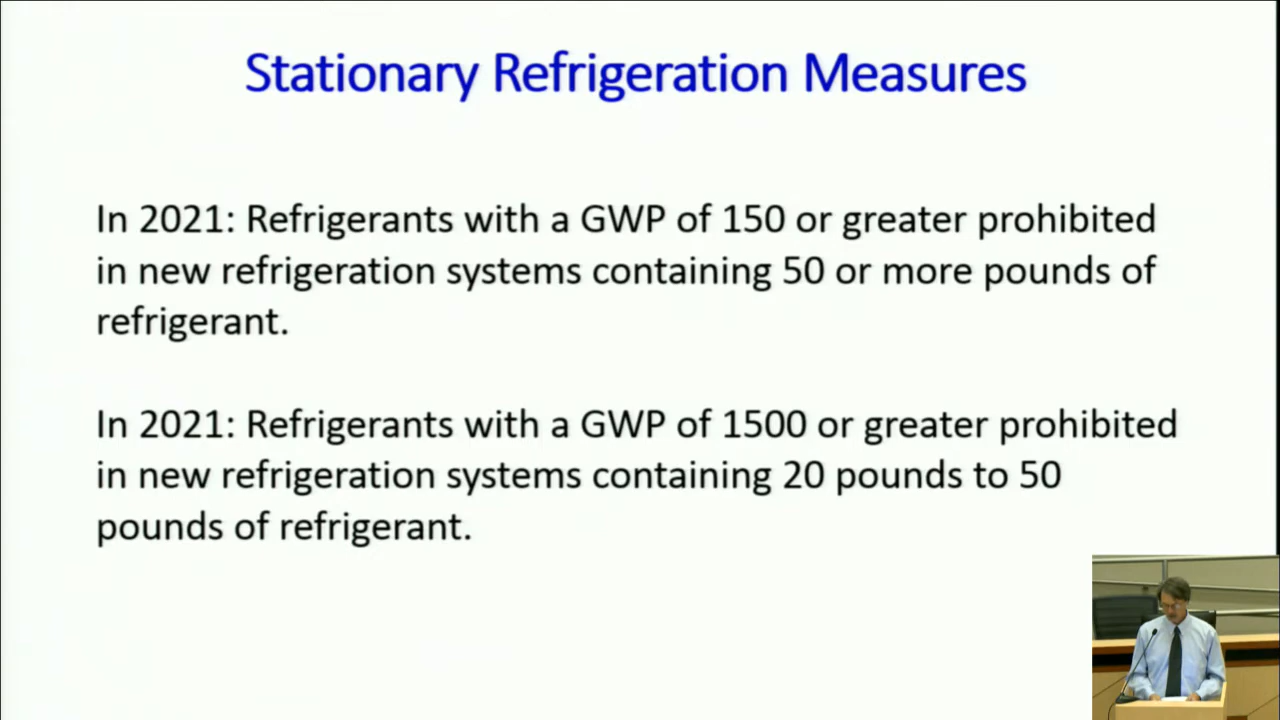 Stationary Refrigeration Measures
In 2021: Refrigerants with a GWP of 150 or greater prohibited
in new refrigeration systems containing 50 or more pounds of
refrigerant.
In 2021: Refrigerants with a GWP of 1500 or greater prohibited
in new refrigeration systems containing 20 pounds to 50
pounds of refrigerant.